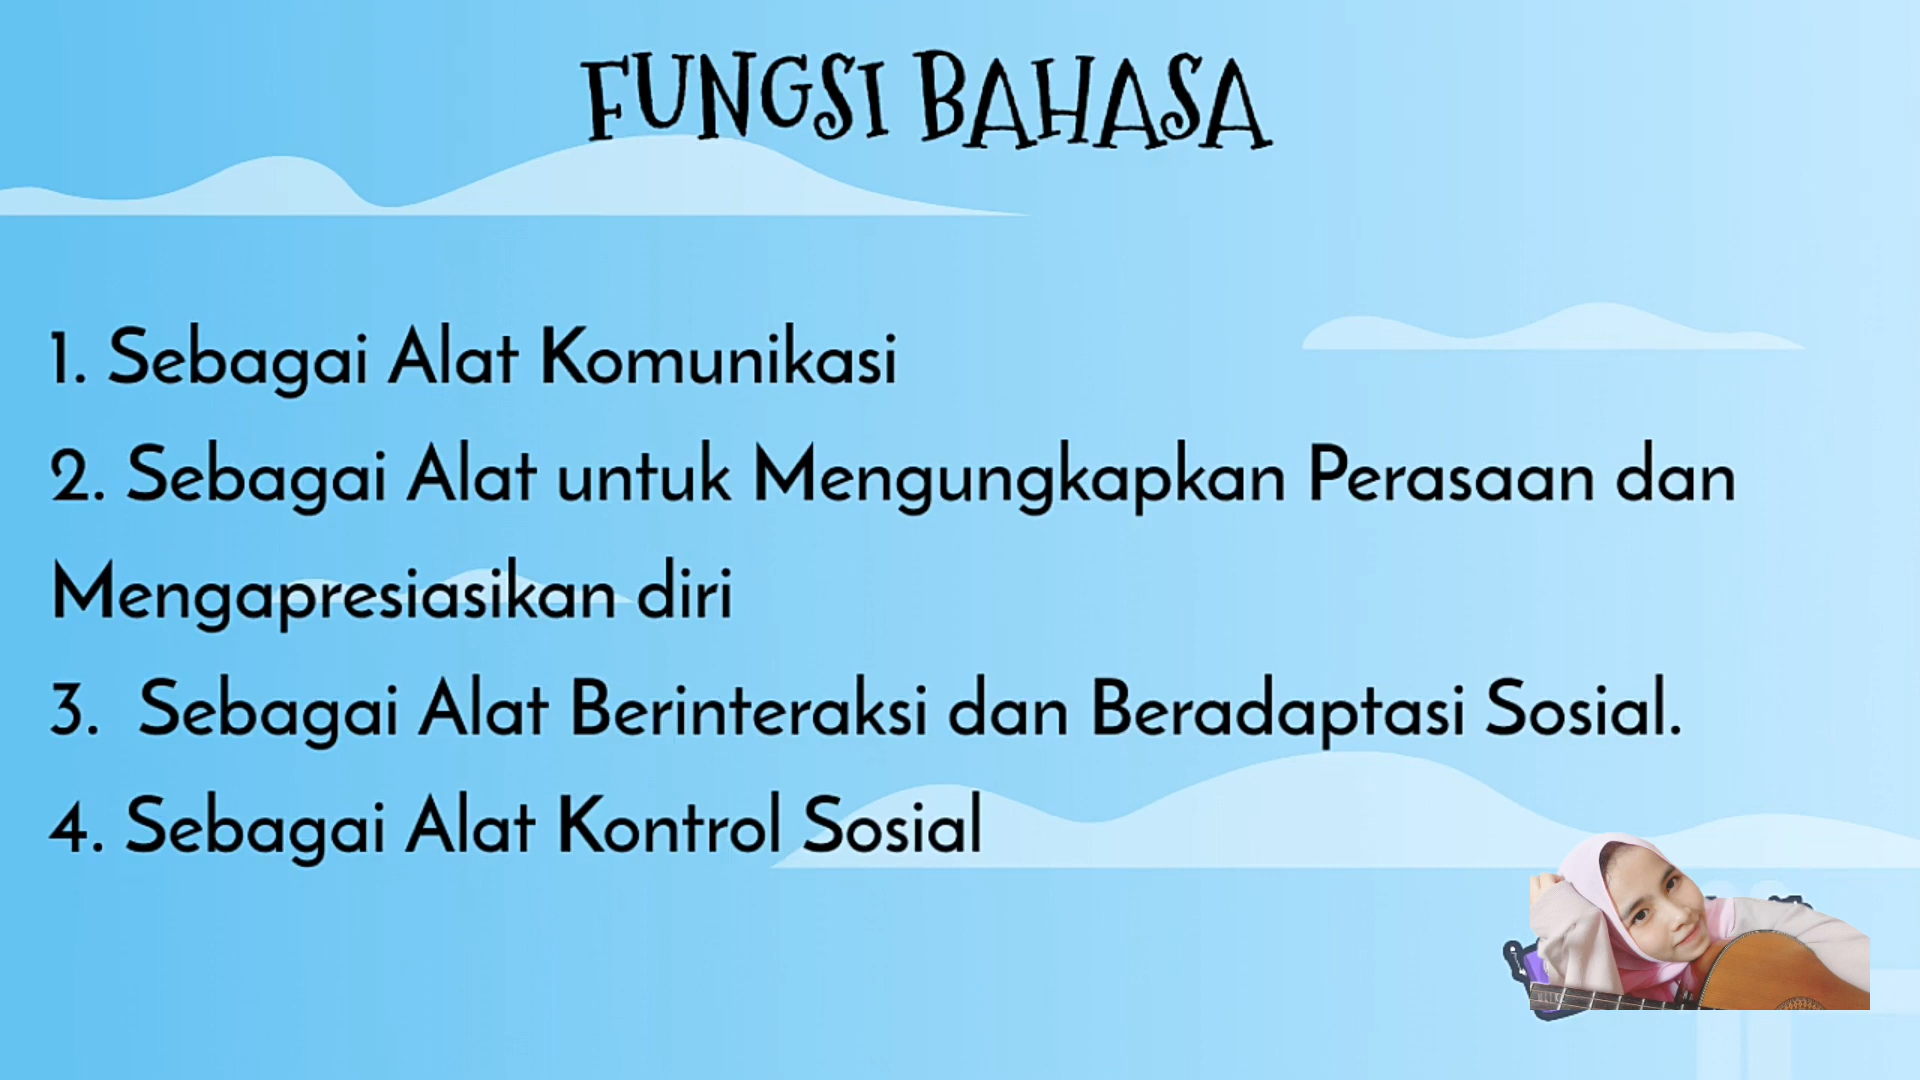 FUNGSI BAHASA
1. Sebagai Alat Komunikasi
2. Sebagai Alat untuk Mengungkapkan Perasaan dan
Mengapresiasikan diri
3. Sebagai Alat Berinteraksi dan Beradaptasi Sosial.
4. Sebagai Alat Kontrol Sosial